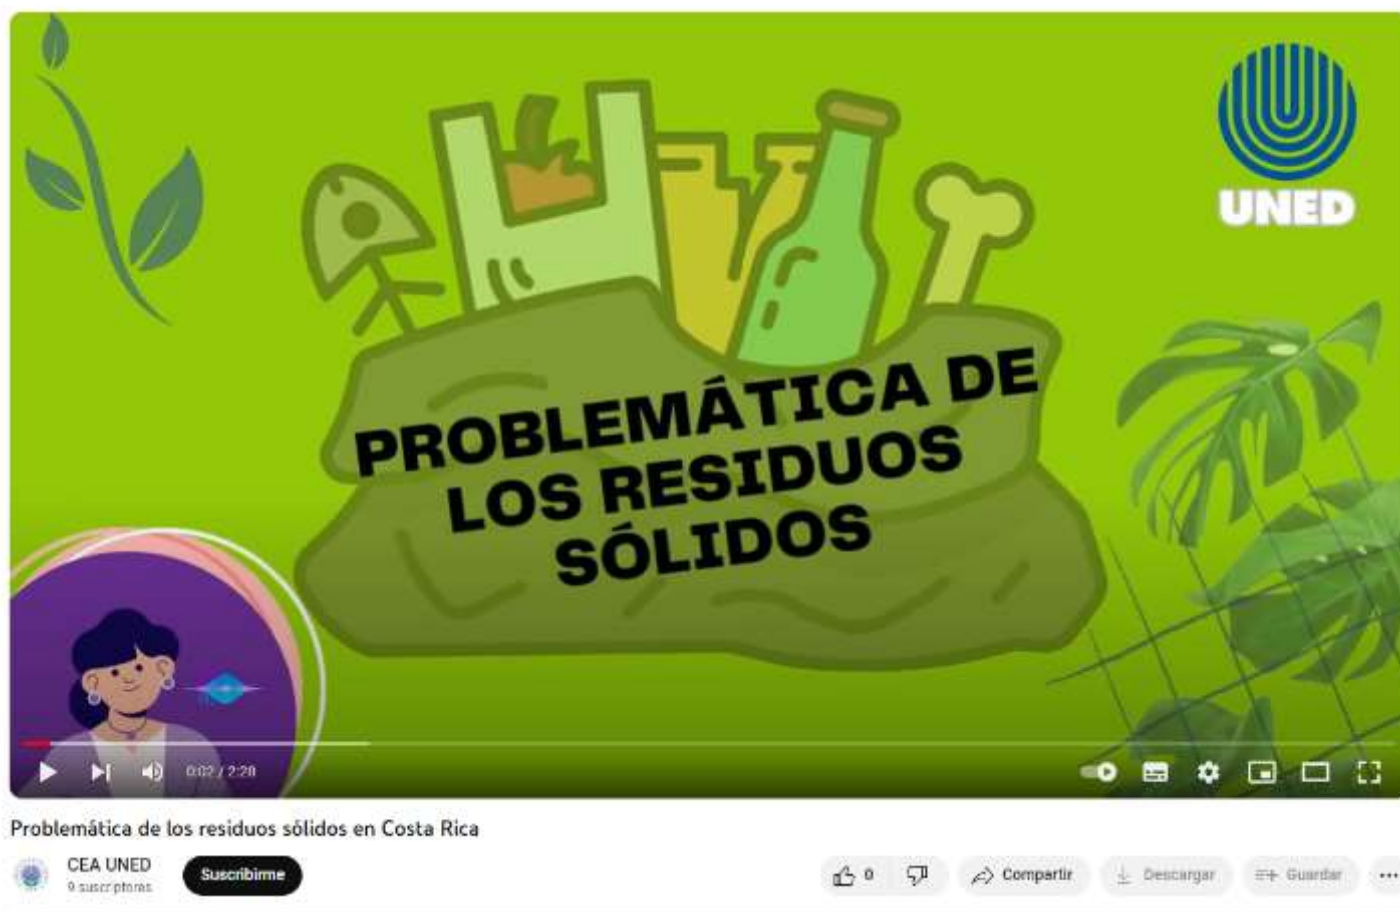 UNED
PROBLEMÁTICA DE
LOS RESIDUOS
SÓLIDOS
0:02 / 2:28
Problemática de los residuos sólidos en Costa Rica
CEA UNED
9 suscriptores
Suscribirme
0
Compartir
Descargar
Guardar